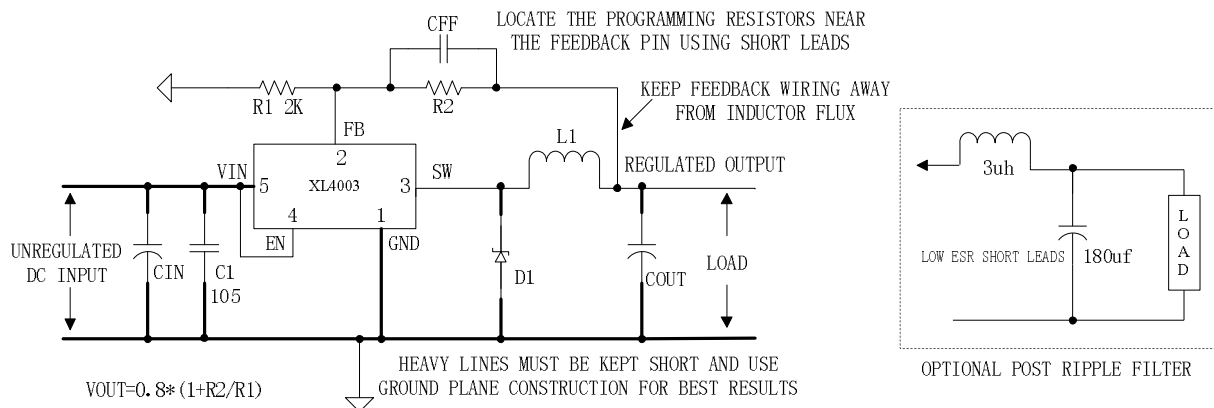 CFF
LOCATE THE PROGRAMMING RESISTORS NEAR
THE FEEDBACK PIN USING SHORT LEADS
R1 2K
R2
KEEP FEEDBACK WIRING AWAY
FROM INDUCTOR FLUX
FB
2
L1
VIN
5
XL4003
3
SW
REGULATED OUTPUT
4
1
EN
GND
UNREGULATED
DC INPUT
CIN
C1
105
D1
COUT
LOAD
VOUT=0.8*(1+R2/R1)
HEAVY LINES MUST BE KEPT SHORT AND USE
GROUND PLANE CONSTRUCTION FOR BEST RESULTS
3uh
LOW ESR SHORT LEADS
180uf
LOAD
OPTIONAL POST RIPPLE FILTER